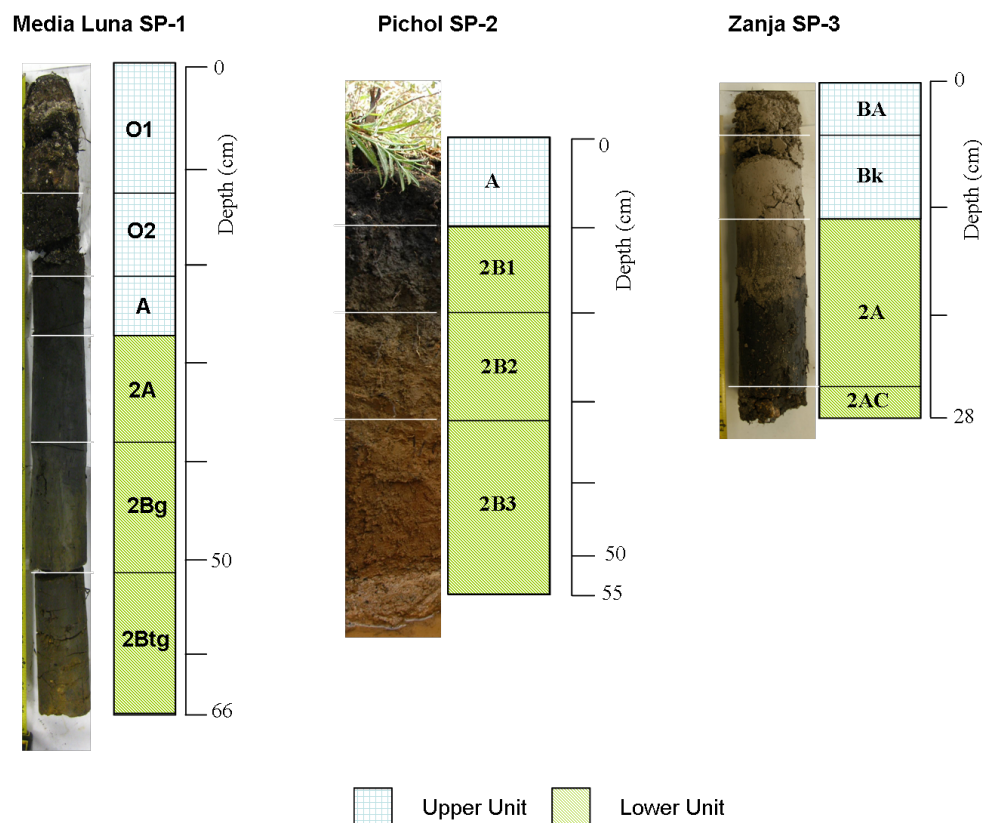 Media Luna SP-1
O1
O2
A
2A
2Bg
2Btg
0
50
66
Depth (cm)
Pichol SP-2
A
2B1
2B2
2B3
0
50
55
Depth (cm)
Zanja SP-3
BA
Bk
2A
2AC
0
28
Depth (cm)
Upper Unit
Lower Unit